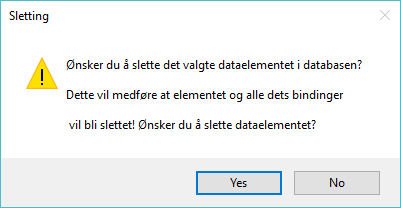 Sletting
Ønsker du å slette det valgte dataelementet i databasen?
Dette vil medføre at elementet og alle dets bindinger
vil bli slettet! Ønsker du å slette dataelementet?
Yes
No